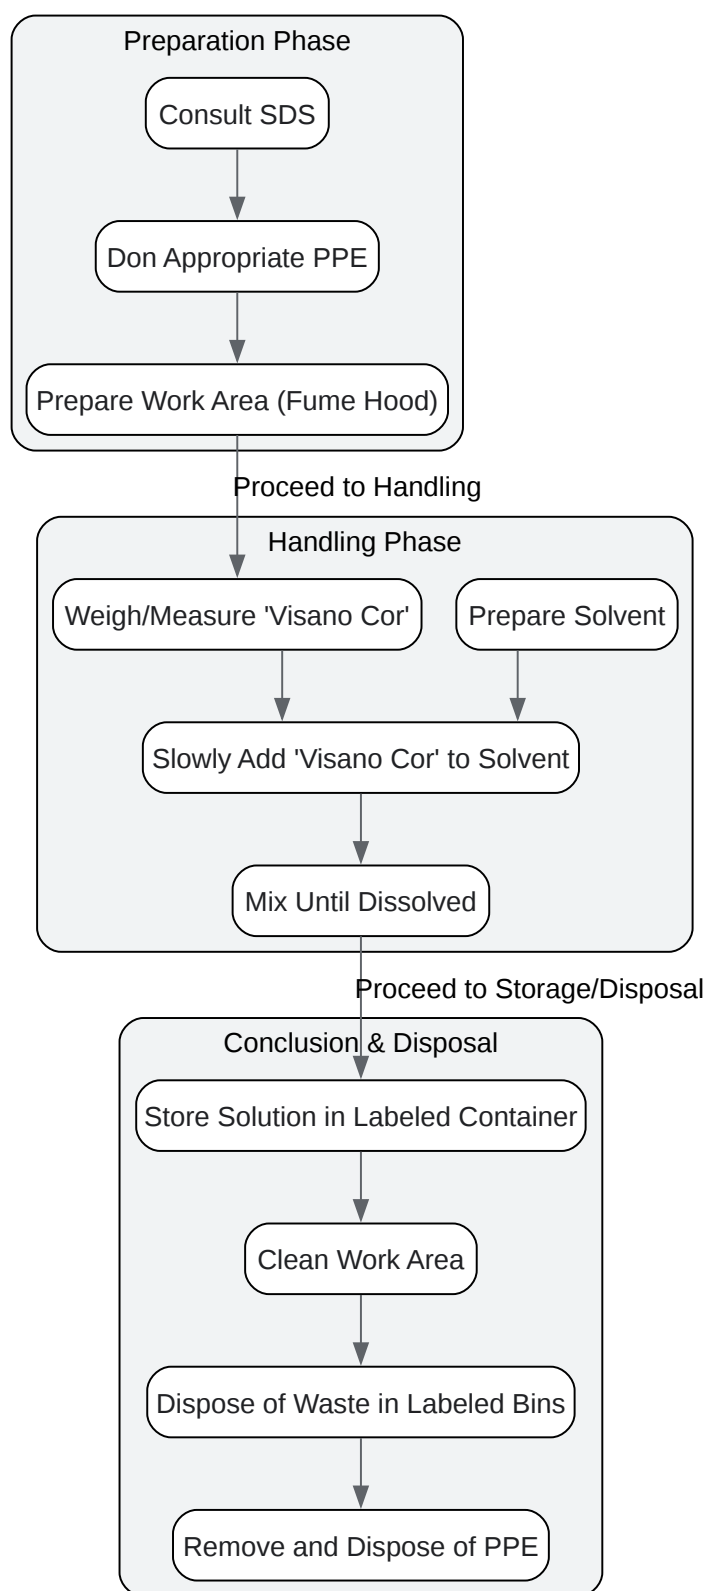 Preparation Phase
Consult SDS
Don Appropriate PPE
Prepare Work Area (Fume Hood)
Proceed to Handling
Handling Phase
Weigh/Measure 'Visano Cor'
Prepare Solvent
Slowly Add 'Visano Cor' to Solvent
Mix Until Dissolved
Proceed to Storage/Disposal
Conclusion & Disposal
Store Solution in Labeled Container
Clean Work Area
Dispose of Waste in Labeled Bins
Remove and Dispose of PPE